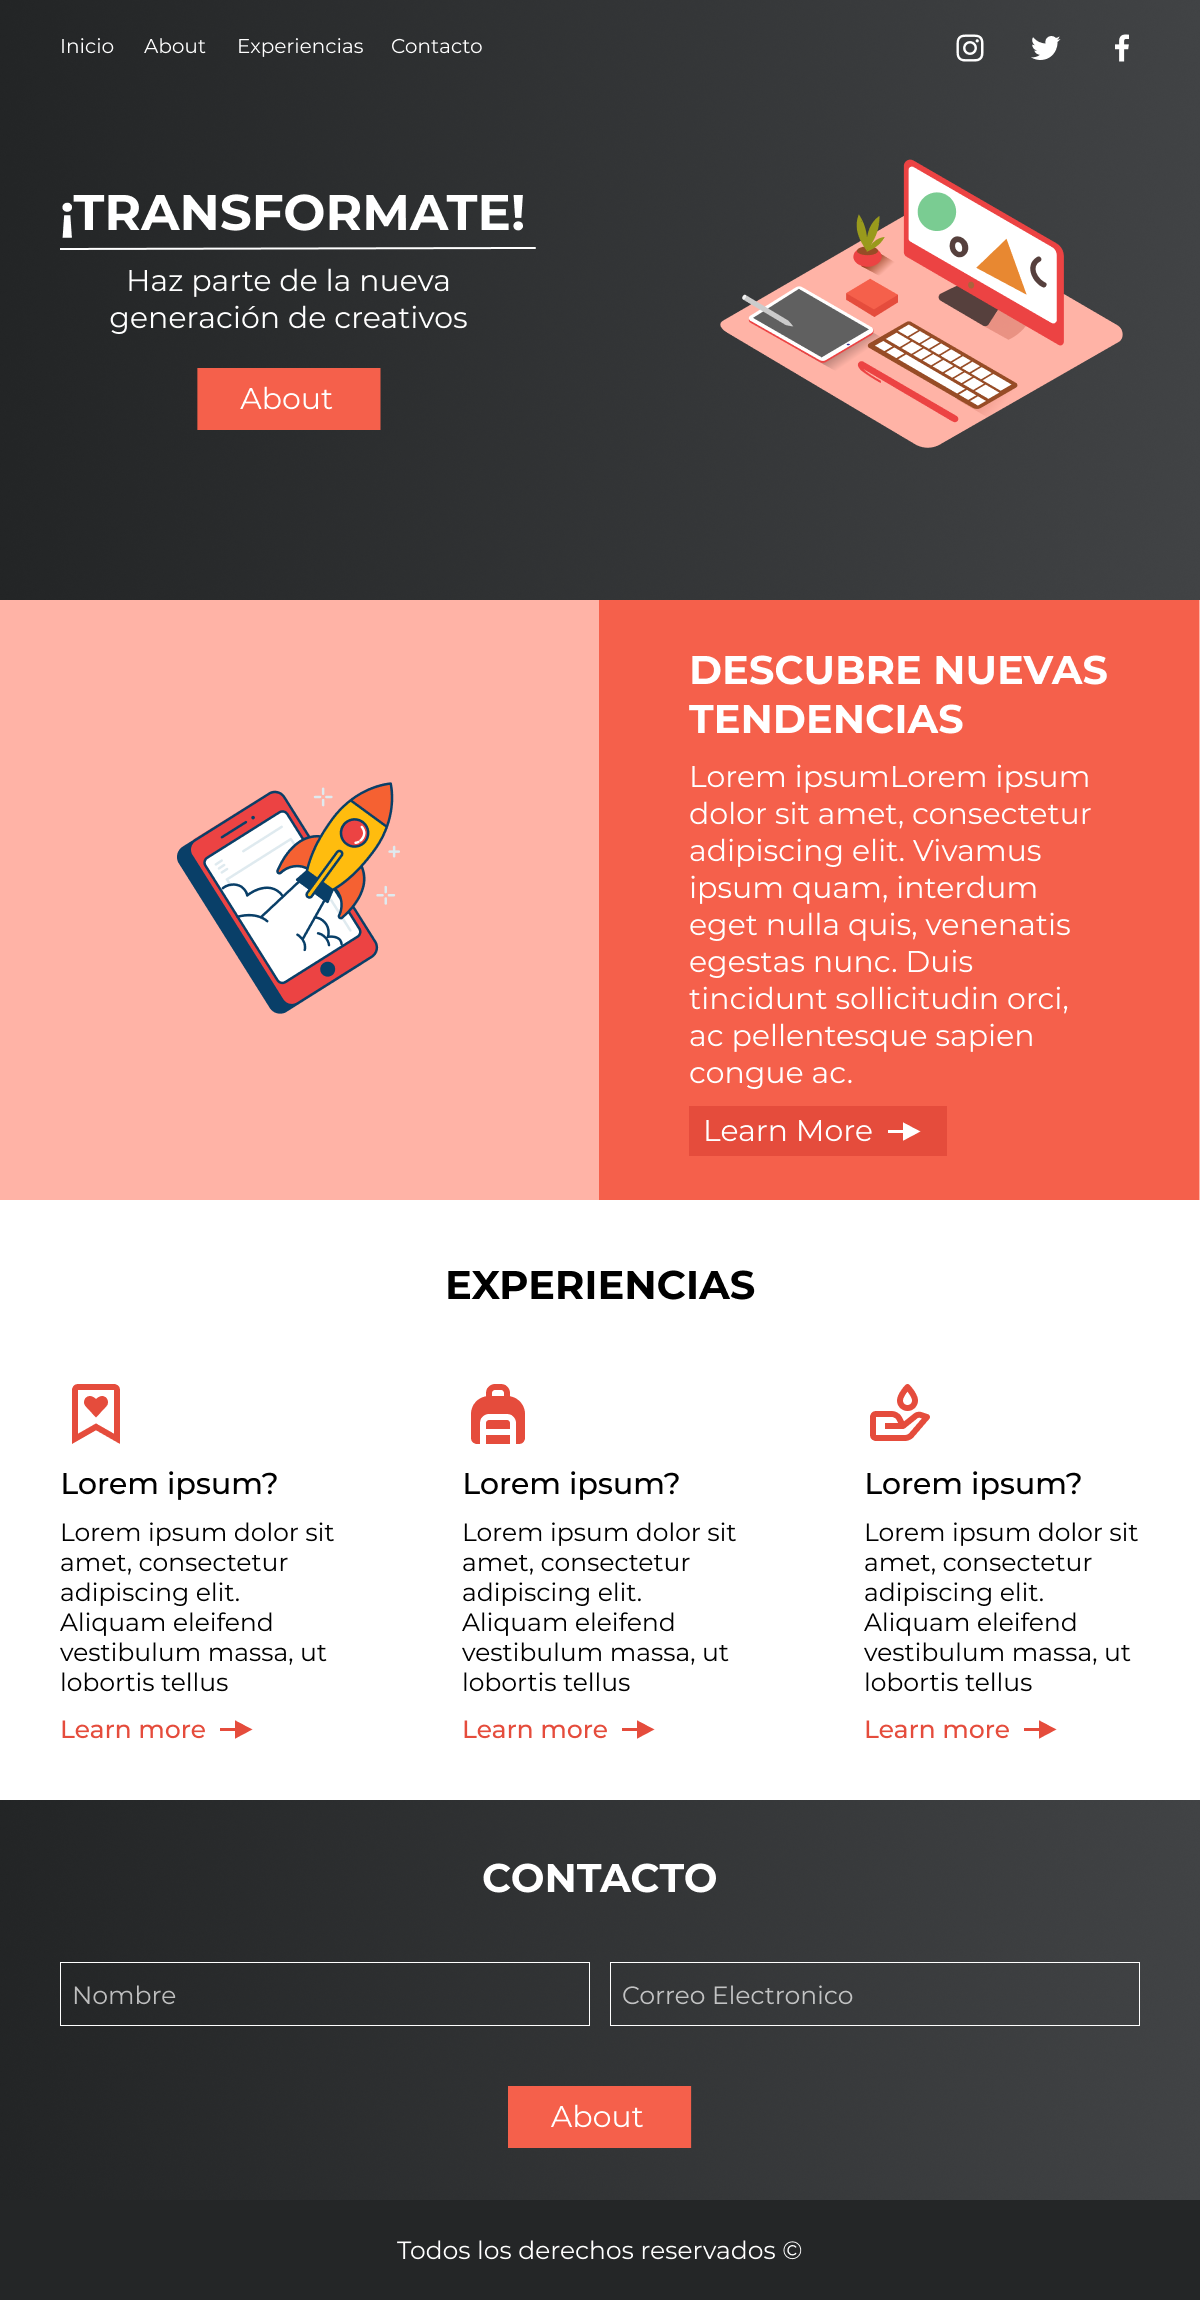 Inicio About Experiencias Contacto
¡TRANSFORMATE!
Haz parte de la nueva
generación de creativos
About
DESCUBRE NUEVAS
TENDENCIAS
Lorem ipsumLorem ipsum
dolor sit amet, consectetur
adipiscing elit. Vivamus
ipsum quam, interdum
eget nulla quis, venenatis
egestas nunc. Duis
tincidunt sollicitudin orci,
ac pellentesque sapien
congue ac.
Learn More
EXPERIENCIAS
Lorem ipsum?
Lorem ipsum dolor sit
amet, consectetur
adipiscing elit.
Aliquam eleifend
vestibulum massa, ut
lobortis tellus
Learn more
Lorem ipsum?
Lorem ipsum dolor sit
amet, consectetur
adipiscing elit.
Aliquam eleifend
vestibulum massa, ut
lobortis tellus
Learn more
Lorem ipsum?
Lorem ipsum dolor sit
amet, consectetur
adipiscing elit.
Aliquam eleifend
vestibulum massa, ut
lobortis tellus
Learn more
CONTACTO
Nombre
Correo Electronico
About
Todos los derechos reservados ©